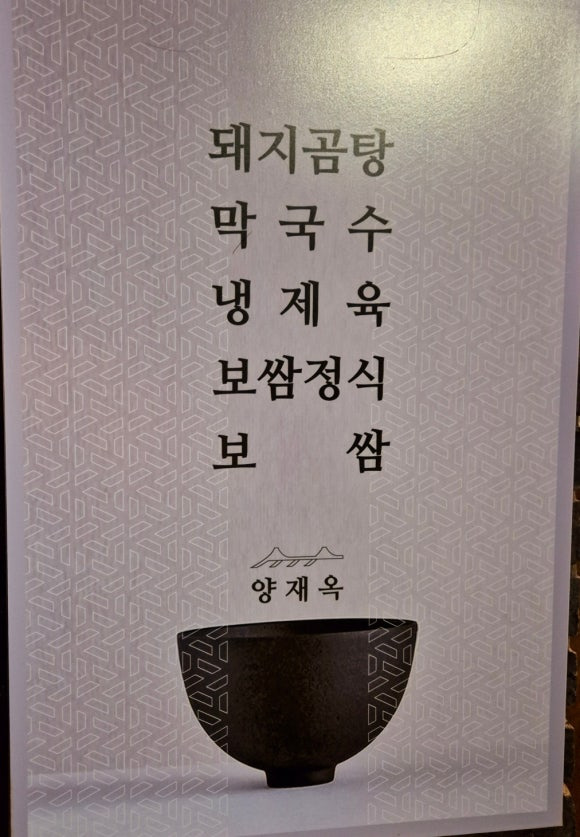 돼지곰탕
막국수
냉제육
보쌈정식
보쌈
양재옥